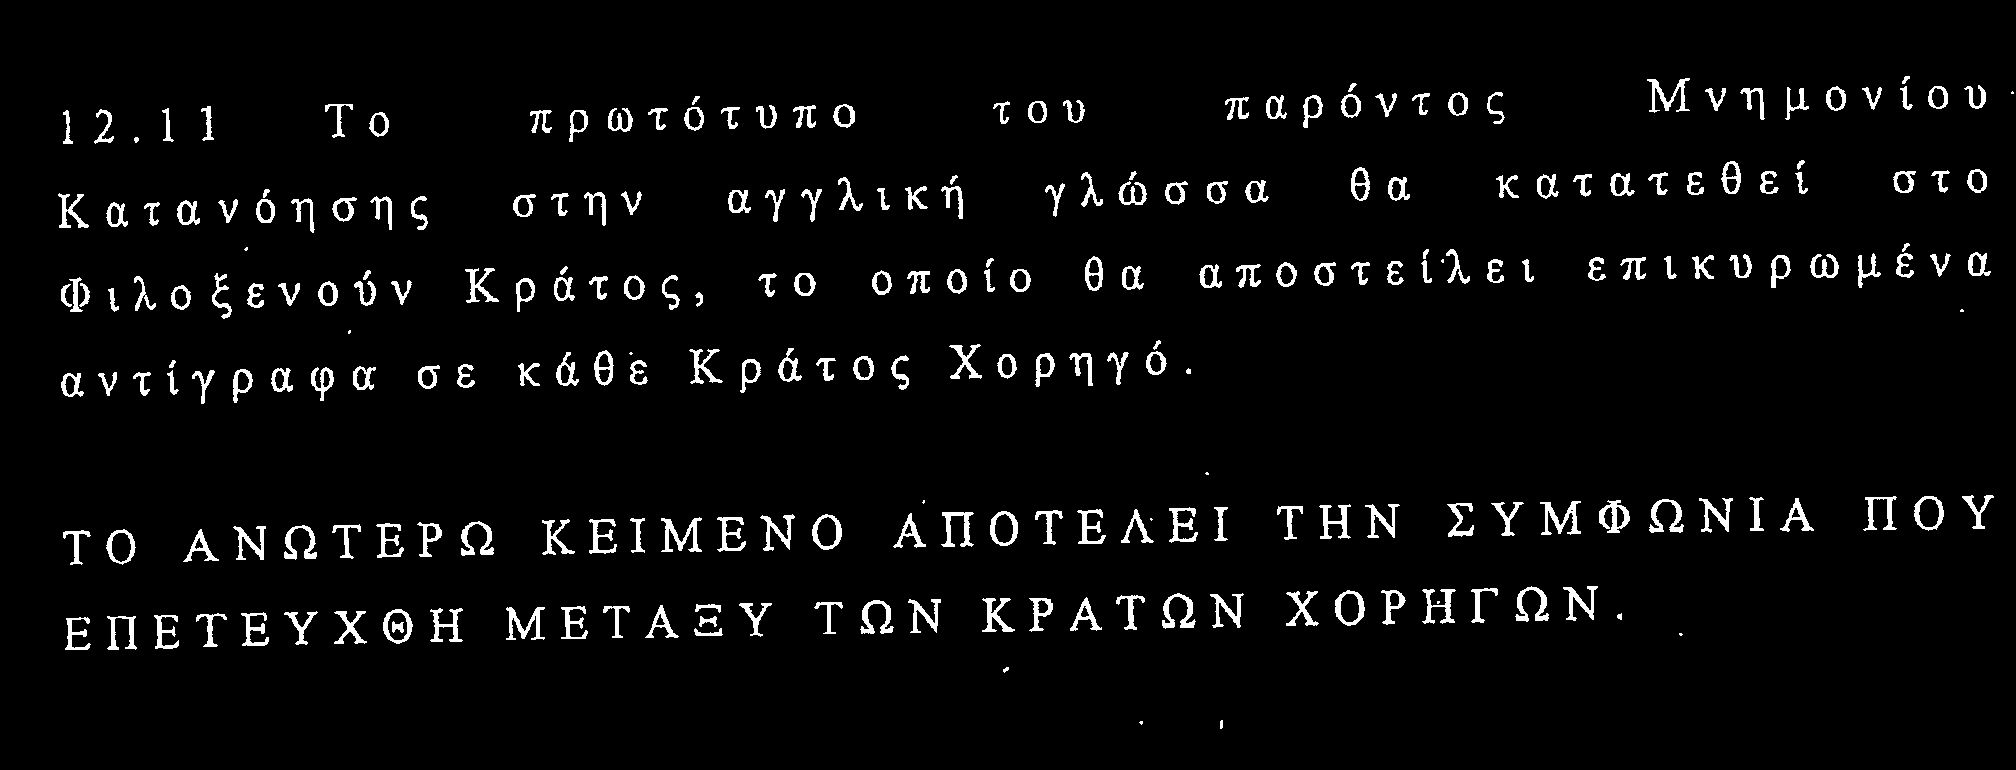 12.11 Το πρωτότυπο του παρόντος Μνημονίου
Κατανόησης στην αγγλική γλώσσα θα κατατεθεί στο
Φιλοξενούν Κράτος, το οποίο θα αποστείλει επικυρωμένα
αντίγραφα σε κάθε Κράτος Χορηγό.
ΤΟ ΑΝΩΤΕΡΩ ΚΕΙΜΕΝΟ ΑΠΟΤΕΛΕΙ ΤΗΝ ΣΥΜΦΩΝΙΑ ΠΟΥ
ΕΠΕΤΕΥΧΘΗ ΜΕΤΑΞΥ ΤΩΝ ΚΡΑΤΩΝ ΧΟΡΗΓΩΝ.